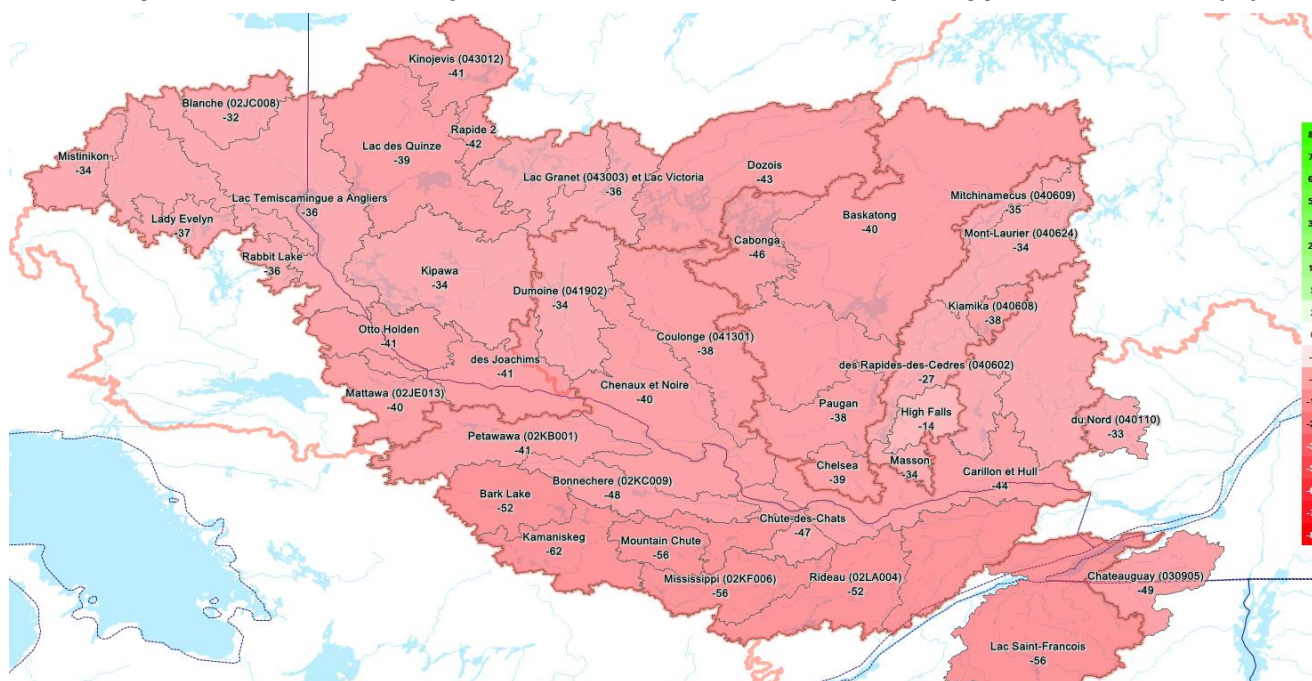 Kinojevis (043012)
-41
Blanche (02JC008)
-32
Rapide 2
-42
Lac des Quinze
-39
Mistinikon
-34
Lac Granet (043003) et Lac Victoria
-36
Dozois
-43
Mitchinamecus (040609)
-35
Lac Temiscamingue a Angliers
-36
Lady Evelyn
-37
Baskatong
-40
Mont-Laurier (040624)
-34
Cabonga
-46
Rabbit Lake
-36
Kipawa
-34
Dumoine (041902)
-34
Kiamika (040608)
-38
Otto Holden
-41
Coulonge (041301)
-38
des Joachims
-41
des Rapides-des-Cedres (040602)
-27
Mattawa (02JE013)
-40
Chenaux et Noire
-40
Paugan
-38
High Falls
-14
du Nord (040110)
-33
Petawawa (02KB001)
-41
Chelsea
-39
Masson
-34
Carillon et Hull
-44
Bonnechere (02KC009)
-48
Bark Lake
-52
Chute-des-Chats
-47
Kamaniskeg
-62
Mountain Chute
-56
Mississippi (02KF006)
-56
Rideau (02LA004)
-52
Chateauguay (030905)
-49
Lac Saint-Francois
-56